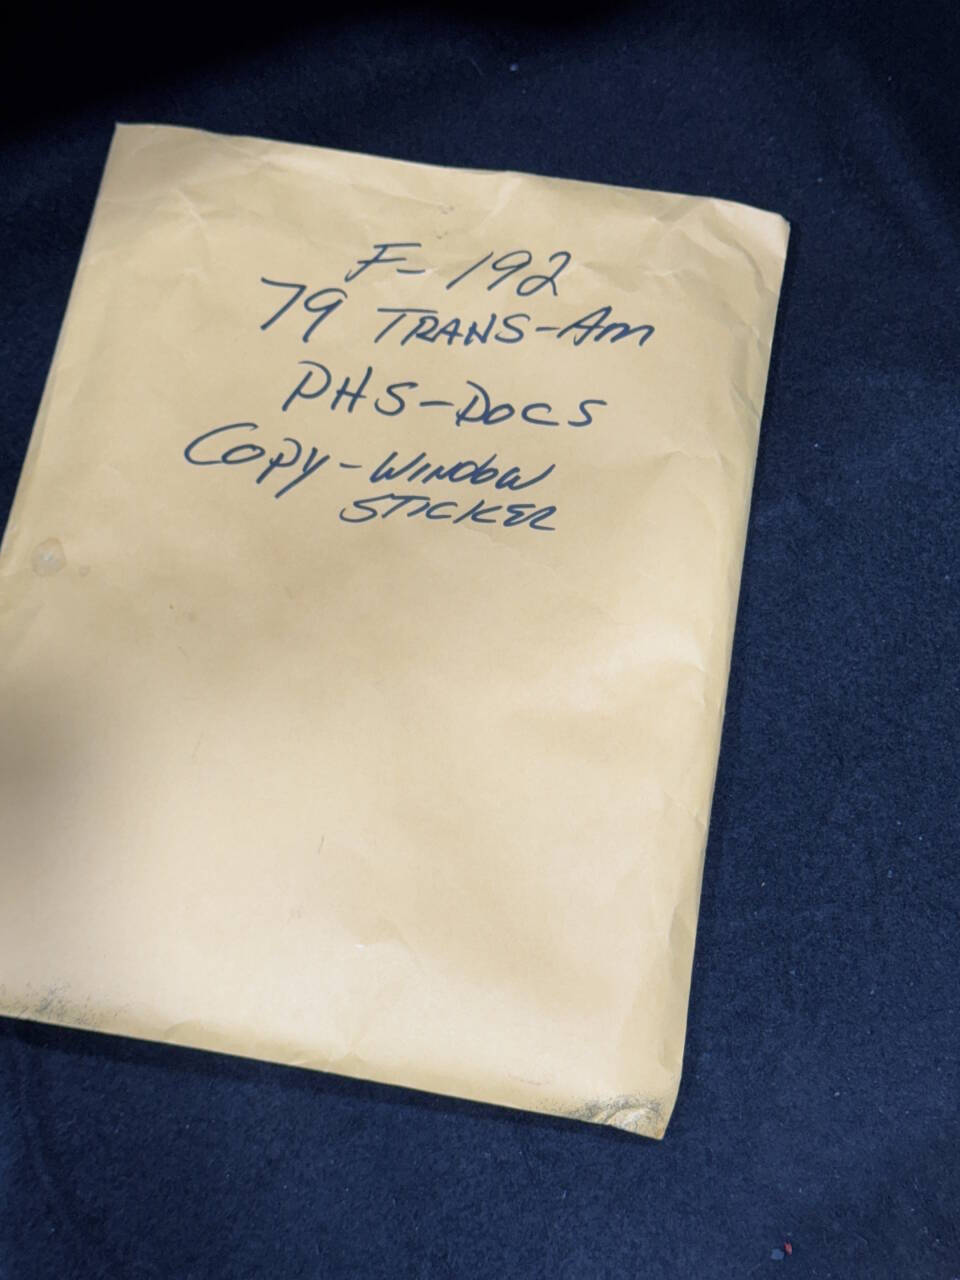 F-192
79 TRANS-Am
PHS-DOCS
Copy-WINDOW
STICKER